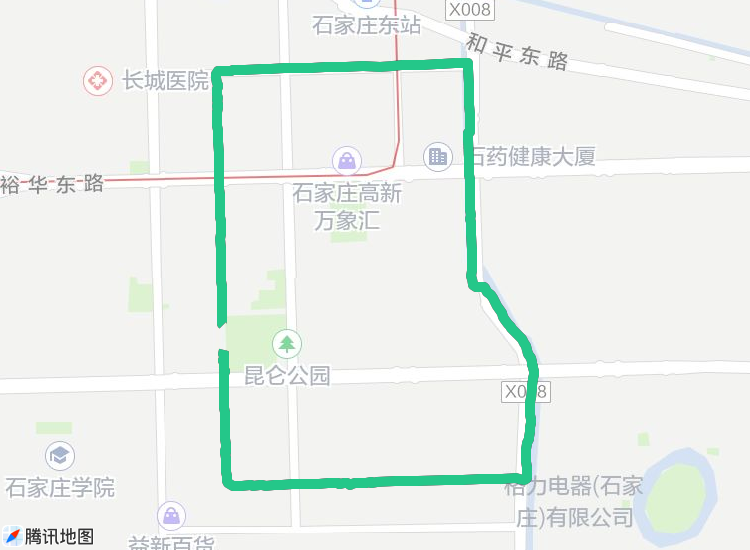 X008
石家庄东站
和平东路
长城医院
石药健康大厦
裕华东路
石家庄高新
万象汇
昆仑公园
X008
石家庄学院
格力电器(石家
庄)有限公司
益新百货
腾讯地图